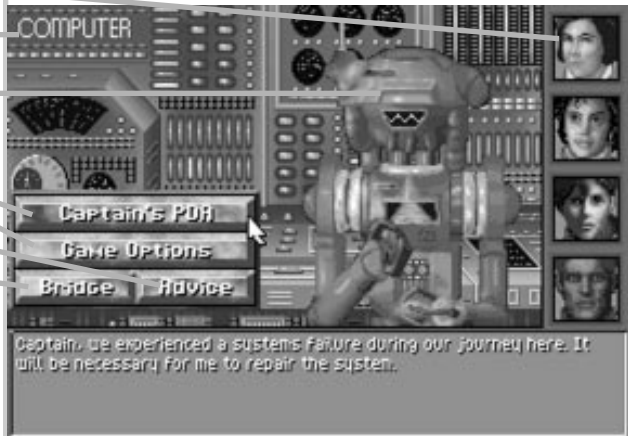 COMPUTER
Captain's PDA
Game Options
Bridge Advice
Captain, we experienced a systems failure during our journey here. It
will be necessary for me to repair the system.